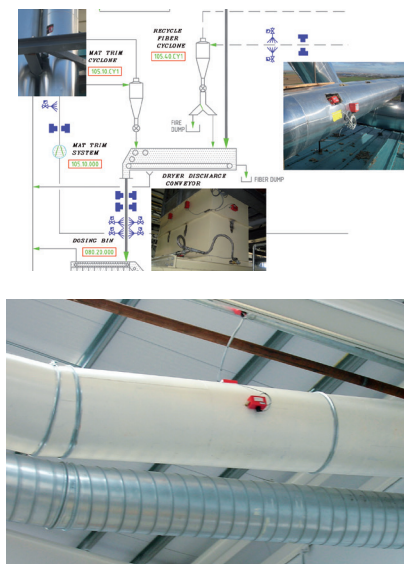 RECYCLE
FIBER
CYCLONE
105.40.CY1
MAT TRIM
CYCLONE
105.10.CY1
FIRE
DUMP
MAT TRIM
SYSTEM
105.10.000
FIBER DUMP
DRYER DISCHARGE
CONVEYOR
DOSING BIN
080.20.000